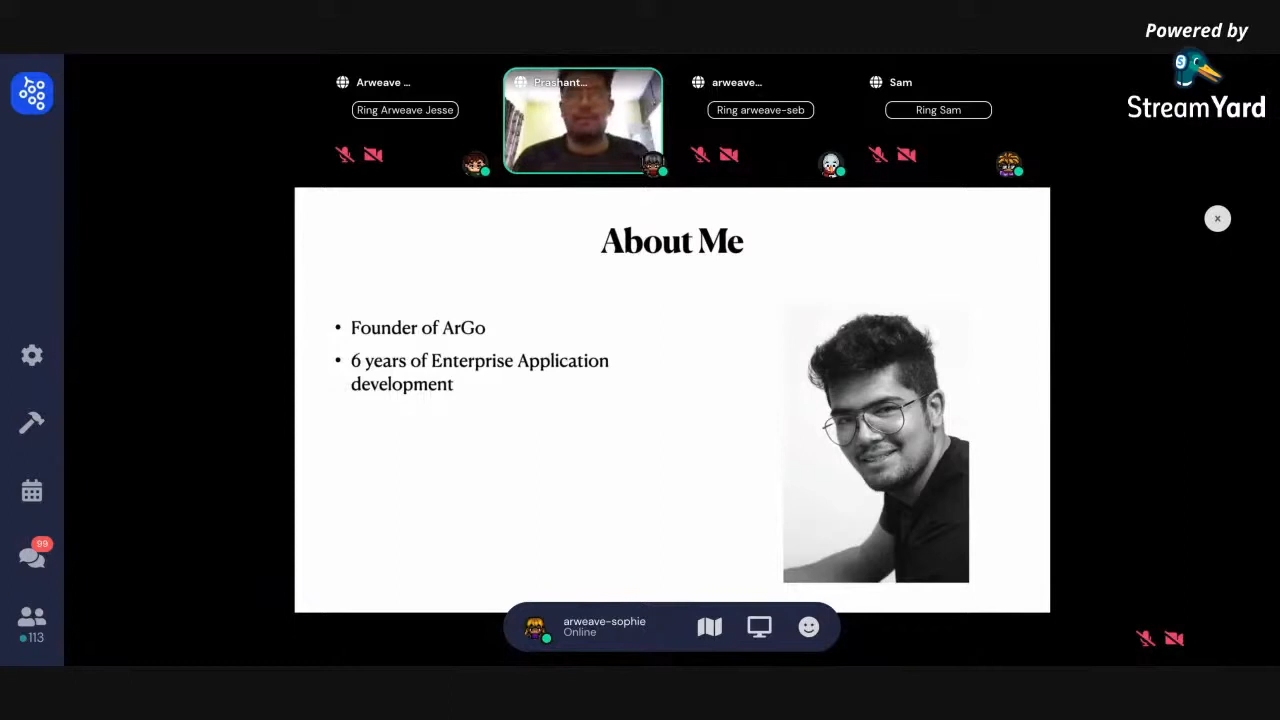 Powered by
StreamYard
Arweave ...
Prashant...
arweave...
Sam
Ring Arweave Jesse
Ring arweave-seb
Ring Sam
x
About Me
• Founder of ArGo
• 6 years of Enterprise Application
development
99
113
arweave-sophie
Online